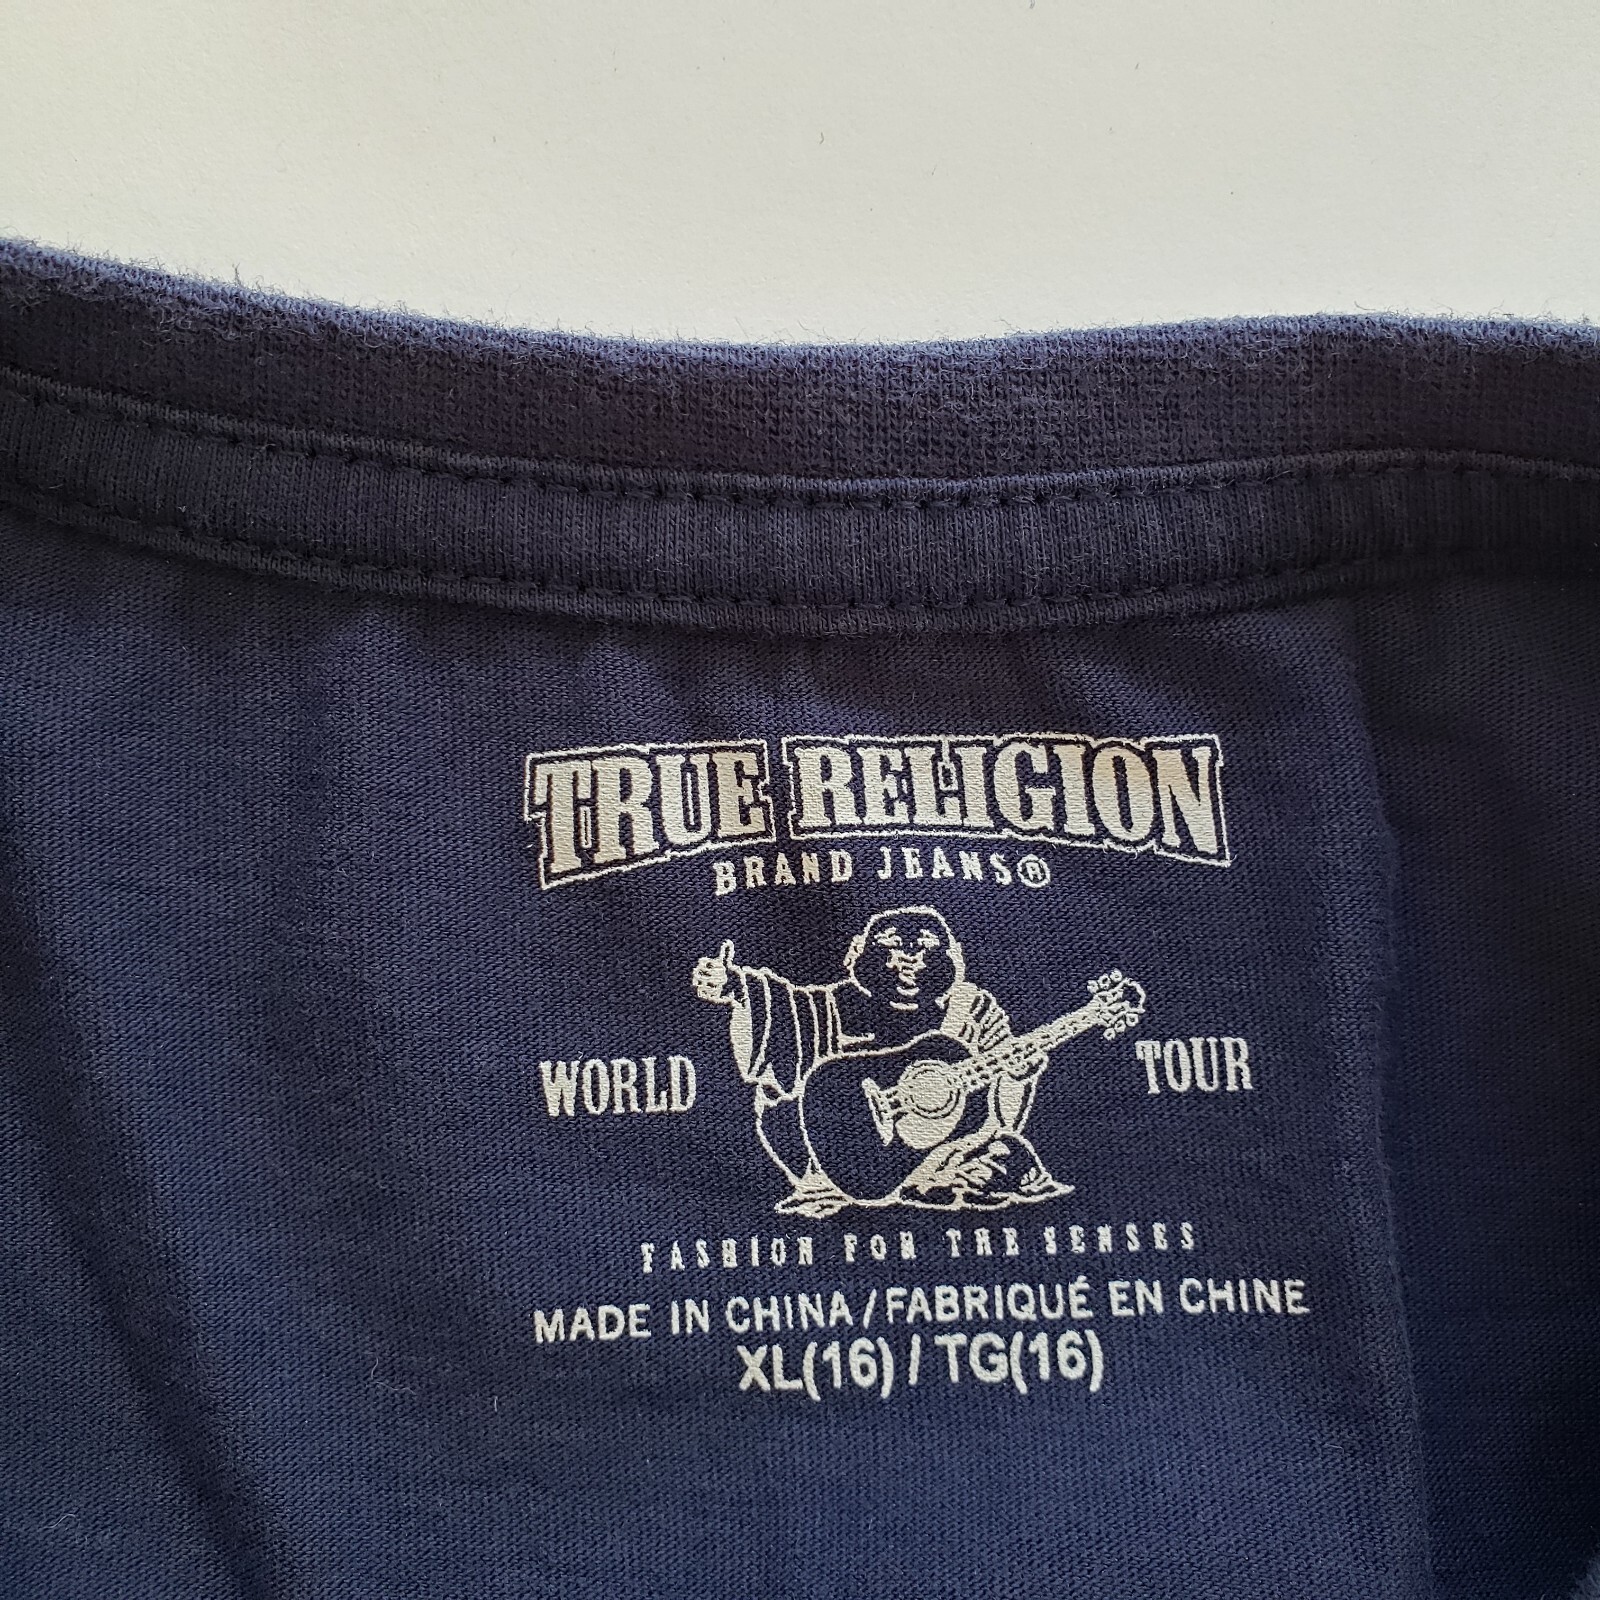 TRUE RELIGION
BRAND JEANS®
WORLD TOUR
FASHION FOR THE SENSES
MADE IN CHINA/FABRIQUÉ EN CHINE
XL(16) / TG(16)